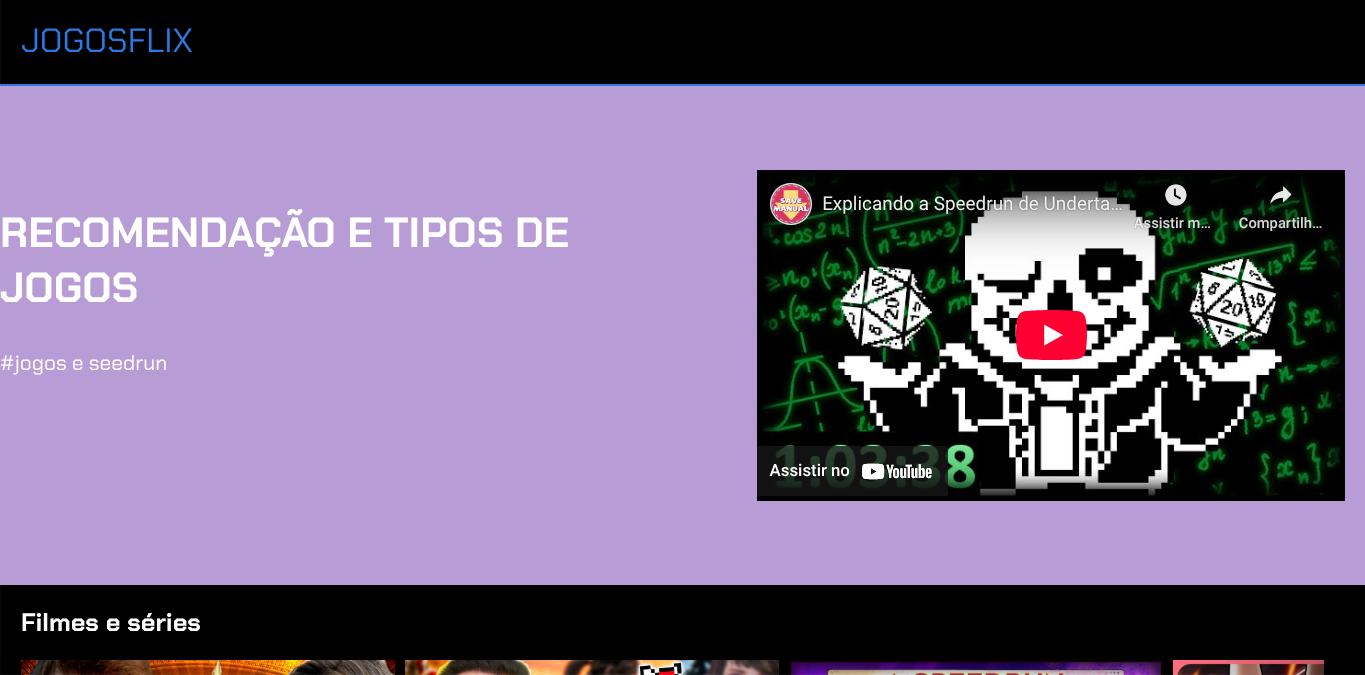 JOGOSFLIX
RECOMENDAÇÃO E TIPOS DE
JOGOS
#jogos e seedrun
SAVE
MANUAL
Explicando a Speedrun de Underta...
Assistir m...
Compartilh...
1:03:38
Assistir no YouTube
Filmes e séries
SPEEDRUN